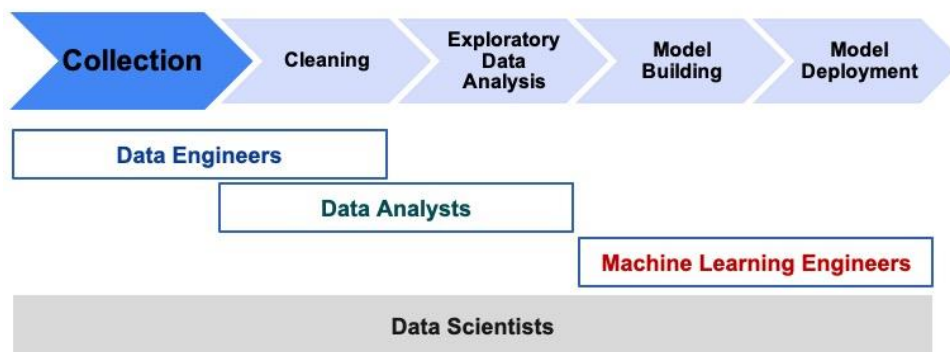 Collection
Cleaning
Exploratory
Data
Analysis
Model
Building
Model
Deployment
Data Engineers
Data Analysts
Machine Learning Engineers
Data Scientists